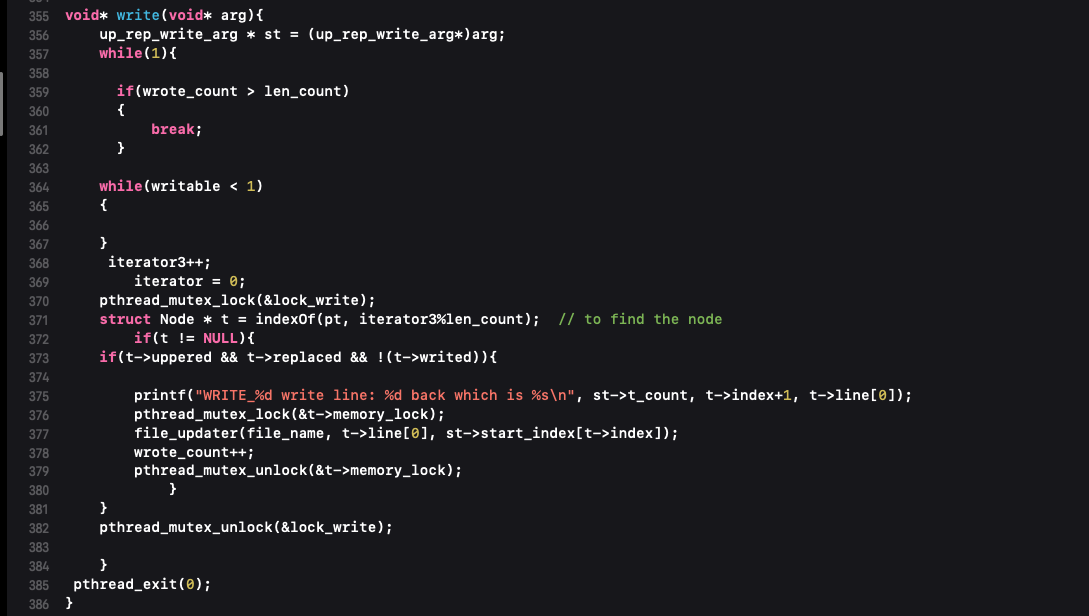 355 void* write(void* arg){
356     up_rep_write_arg * st = (up_rep_write_arg*)arg;
357     while(1){
358
359       if(wrote_count > len_count)
360       {
361           break;
362       }
363
364     while(writable < 1)
365     {
366
367     }
368      iterator3++;
369         iterator = 0;
370     pthread_mutex_lock(&lock_write);
371     struct Node * t = indexOf(pt, iterator3%len_count);  // to find the node
372         if(t != NULL){
373     if(t->uppered && t->replaced && !(t->writed)){
374
375         printf("WRITE_%d write line: %d back which is %s\n", st->t_count, t->index+1, t->line[0]);
376         pthread_mutex_lock(&t->memory_lock);
377         file_updater(file_name, t->line[0], st->start_index[t->index]);
378         wrote_count++;
379         pthread_mutex_unlock(&t->memory_lock);
380             }
381     }
382     pthread_mutex_unlock(&lock_write);
383
384     }
385  pthread_exit(0);
386 }